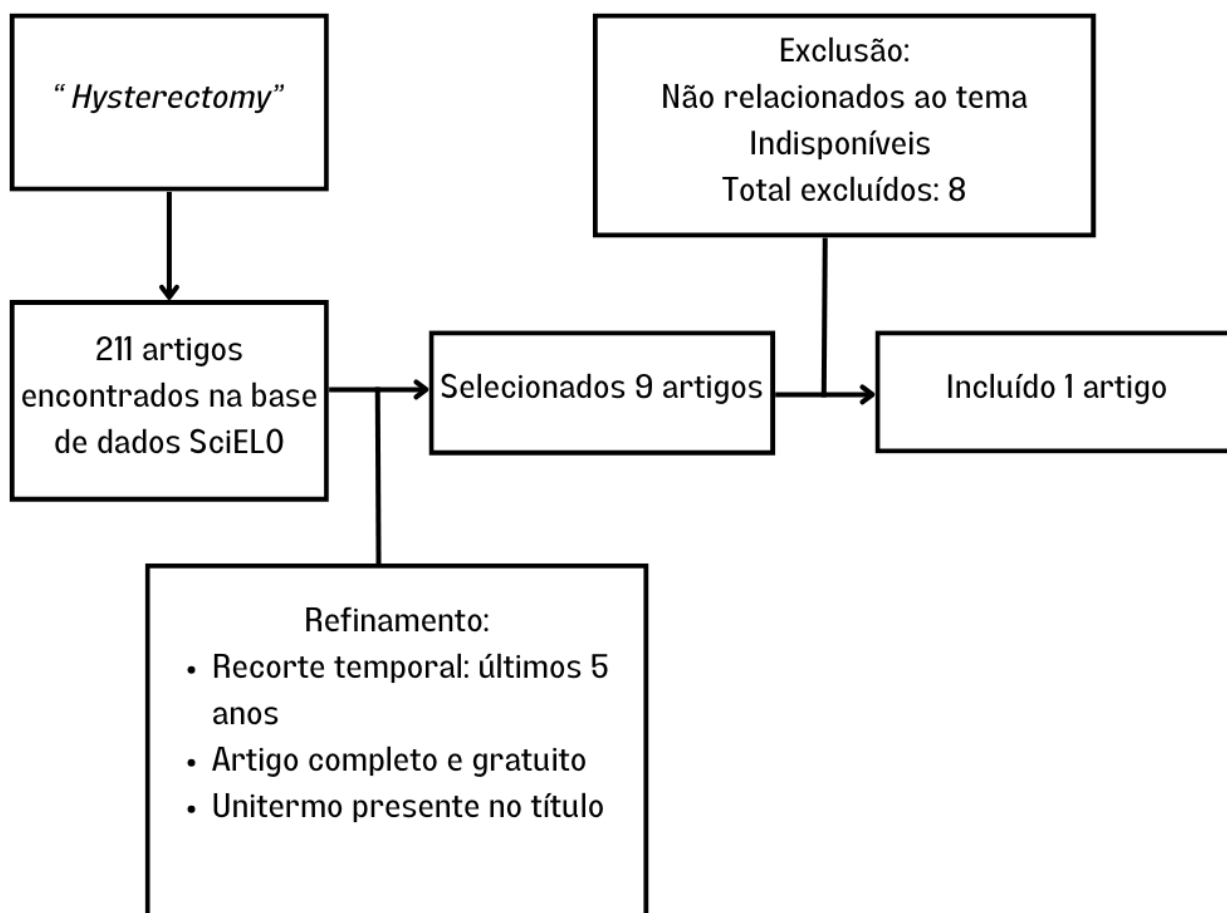 “ Hysterectomy”
Exclusão:
Não relacionados ao tema
Indisponíveis
Total excluídos: 8
211 artigos
encontrados na base
de dados SciELO
Selecionados 9 artigos
Incluído 1 artigo
Refinamento:
• Recorte temporal: últimos 5
anos
• Artigo completo e gratuito
• Unitermo presente no título